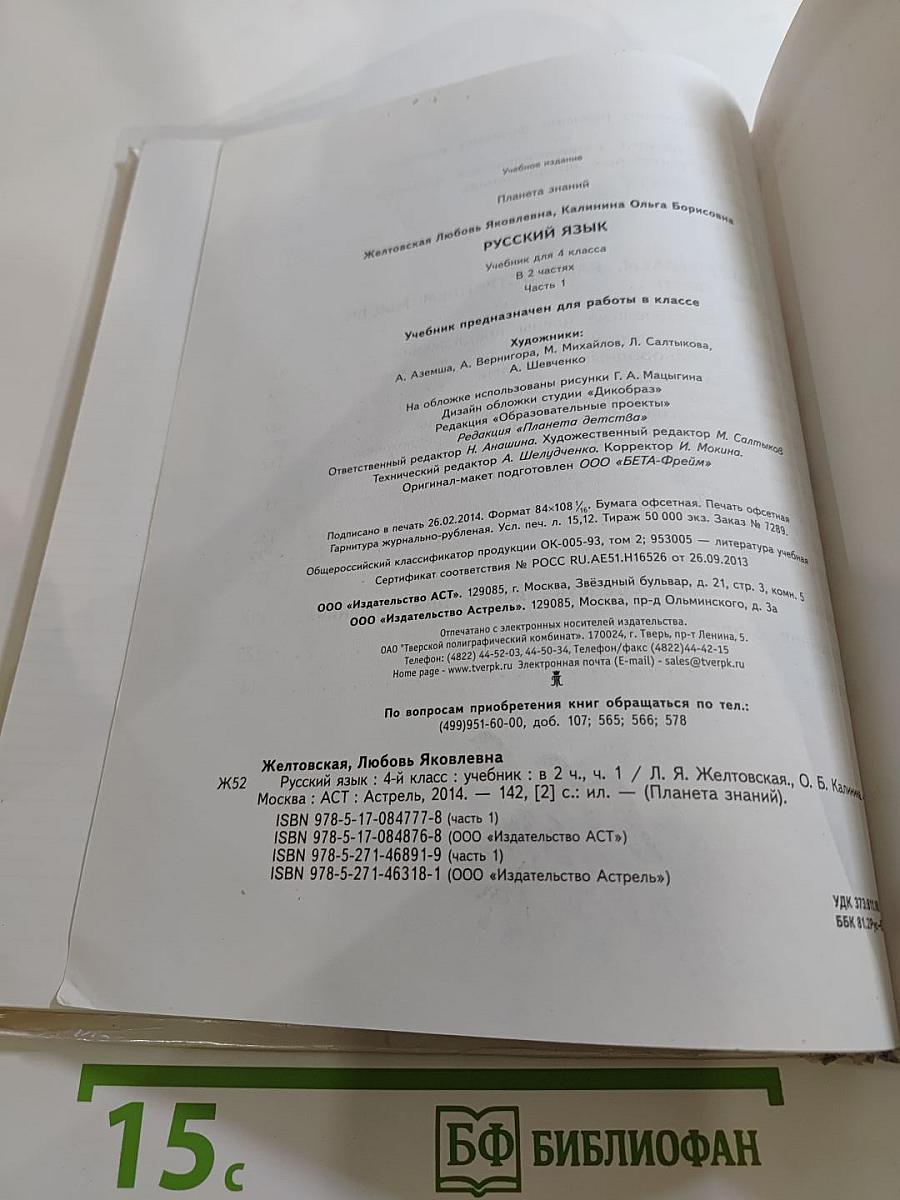 Учебное издание
Планета знаний
Желтовская Любовь Яковлевна, Калинина Ольга Борисовна
РУССКИЙ ЯЗЫК
Учебник для 4 класса
В 2 частях
Часть 1
Учебник предназначен для работы в классе
Художники:
А. Аземша, А. Вернигора, М. Михайлов, Л. Салтыкова,
А. Шевченко
На обложке использованы рисунки Г. А. Мацыгина
Дизайн обложки студии «Дикобраз»
Редакция «Образовательные проекты»
Редакция «Планета детства»
Ответственный редактор Н. Анашина. Художественный редактор М. Салтыков
Технический редактор А. Шелудченко. Корректор И. Мокина.
Оригинал-макет подготовлен ООО «БЕТА-Фрейм»
Подписано в печать 26.02.2014. Формат 84×108 1/16. Бумага офсетная. Печать офсетная
Гарнитура журнально-рубленая. Усл. печ. л. 15,12. Тираж 50 000 экз. Заказ № 7289.
Общероссийский классификатор продукции ОК-005-93, том 2; 953005 — литература учебная
Сертификат соответствия № РОСС RU.АЕ51.Н16526 от 26.09.2013
ООО «Издательство АСТ». 129085, г. Москва, Звёздный бульвар, д. 21, стр. 3, комн. 5
ООО «Издательство Астрель». 129085, Москва, пр-д Ольминского, д. 3а
Отпечатано с электронных носителей издательства.
ОАО "Тверской полиграфический комбинат". 170024, г. Тверь, пр-т Ленина, 5.
Телефон: (4822) 44-52-03, 44-50-34, Телефон/факс (4822)44-42-15
Home page - www.tverpk.ru Электронная почта (E-mail) - sales@tverpk.ru
По вопросам приобретения книг обращаться по тел.:
(499)951-60-00, доб. 107; 565; 566; 578
Желтовская, Любовь Яковлевна
Ж52 Русский язык : 4-й класс : учебник : в 2 ч., ч. 1 / Л. Я. Желтовская., О. Б. Калинина.
Москва : АСТ : Астрель, 2014. — 142, [2] с.: ил. — (Планета знаний).
ISBN 978-5-17-084777-8 (часть 1)
ISBN 978-5-17-084876-8 (ООО «Издательство АСТ»)
ISBN 978-5-271-46891-9 (часть 1)
ISBN 978-5-271-46318-1 (ООО «Издательство Астрель»)
УДК
ББК
15 с
БФ БИБЛИОФАН